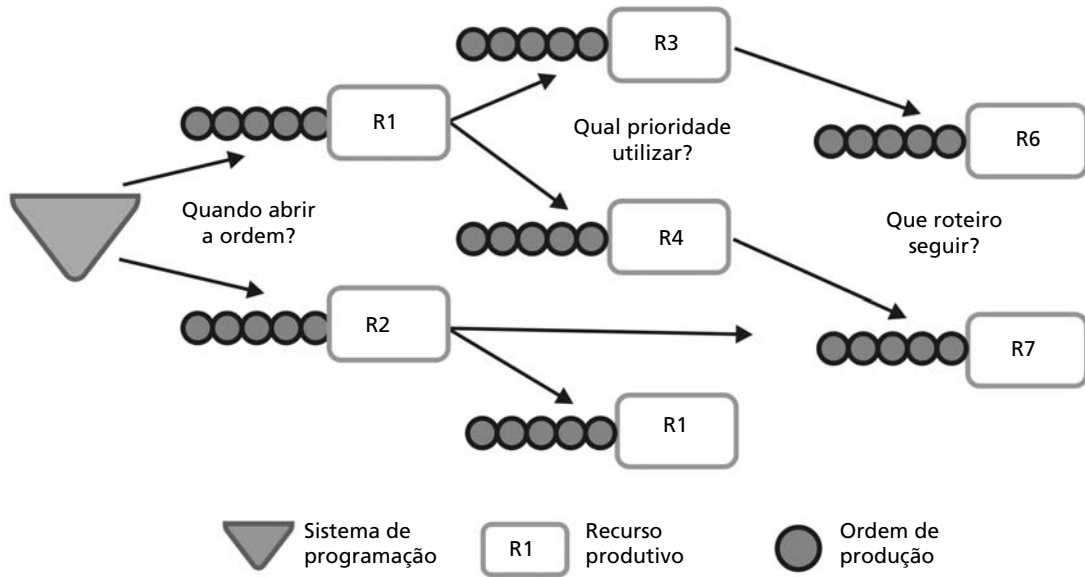 R3
R1
Qual prioridade
utilizar?
R6
Quando abrir
a ordem?
R4
Que roteiro
seguir?
R2
R7
R1
Sistema de
programação
R1
Recurso
produtivo
Ordem de
produção